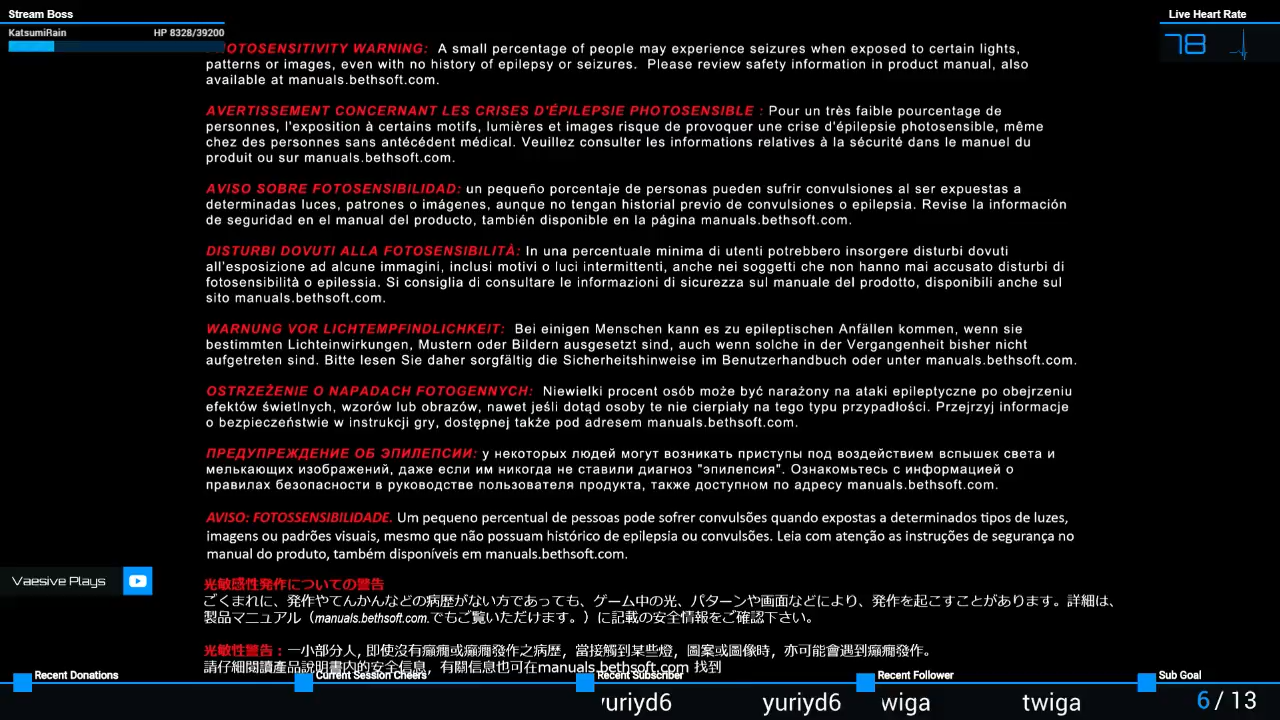 Stream Boss
KatsumiRain HP 8328/39200
Live Heart Rate
78
OTOSENSITIVITY WARNING: A small percentage of people may experience seizures when exposed to certain lights,
patterns or images, even with no history of epilepsy or seizures. Please review safety information in product manual, also
available at manuals.bethsoft.com.
AVERTISSEMENT CONCERNANT LES CRISES D'ÉPILEPSIE PHOTOSENSIBLE : Pour un très faible pourcentage de
personnes, l'exposition à certains motifs, lumières et images risque de provoquer une crise d'épilepsie photosensible, même
chez des personnes sans antécédent médical. Veuillez consulter les informations relatives à la sécurité dans le manuel du
produit ou sur manuals.bethsoft.com.
AVISO SOBRE FOTOSENSIBILIDAD: un pequeño porcentaje de personas pueden sufrir convulsiones al ser expuestas a
determinadas luces, patrones o imágenes, aunque no tengan historial previo de convulsiones o epilepsia. Revise la información
de seguridad en el manual del producto, también disponible en la página manuals.bethsoft.com.
DISTURBI DOVUTI ALLA FOTOSENSIBILITÀ: In una percentuale minima di utenti potrebbero insorgere disturbi dovuti
all'esposizione ad alcune immagini, inclusi motivi o luci intermittenti, anche nei soggetti che non hanno mai accusato disturbi di
fotosensibilità o epilessia. Si consiglia di consultare le informazioni di sicurezza sul manuale del prodotto, disponibili anche sul
sito manuals.bethsoft.com.
WARNUNG VOR LICHTEMPFINDLICHKEIT: Bei einigen Menschen kann es zu epileptischen Anfällen kommen, wenn sie
bestimmten Lichteinwirkungen, Mustern oder Bildern ausgesetzt sind, auch wenn solche in der Vergangenheit bisher nicht
aufgetreten sind. Bitte lesen Sie daher sorgfältig die Sicherheitshinweise im Benutzerhandbuch oder unter manuals.bethsoft.com.
OSTRZEŻENIE O NAPADACH FOTOGENNYCH: Niewielki procent osób może być narażony na ataki epileptyczne po obejrzeniu
efektów świetlnych, wzorów lub obrazów, nawet jeśli dotąd osoby te nie cierpiały na tego typu przypadłości. Przejrzyj informacje
o bezpieczeństwie w instrukcji gry, dostępnej także pod adresem manuals.bethsoft.com.
ПРЕДУПРЕЖДЕНИЕ ОБ ЭПИЛЕПСИИ: у некоторых людей могут возникать приступы под воздействием вспышек света и
мелькающих изображений, даже если им никогда не ставили диагноз "эпилепсия". Ознакомьтесь с информацией о
правилах безопасности в руководстве пользователя продукта, также доступном по адресу manuals.bethsoft.com.
AVISO: FOTOSSENSIBILIDADE. Um pequeno percentual de pessoas pode sofrer convulsões quando expostas a determinados tipos de luzes,
imagens ou padrões visuais, mesmo que não possuam histórico de epilepsia ou convulsões. Leia com atenção as instruções de segurança no
manual do produto, também disponíveis em manuals.bethsoft.com.
Vaesive Plays
光敏感性発作についての警告
ごくまれに、発作やてんかんなどの病歴がない方であっても、ゲーム中の光、パターンや画面などにより、発作を起こすことがあります。詳細は、
製品マニュアル（manuals.bethsoft.com.でもご覧いただけます。）に記載の安全情報をご確認下さい。
光敏性警告：一小部分人, 即使沒有癲癇或癲癇發作之病歷，當接觸到某些燈，圖案或圖像時，亦可能會遇到癲癇發作。
請仔細閱讀產品說明書内的安全信息，有關信息也可在manuals.bethsoft.com 找到
Recent Donations
Current Session Cheers
Recent Subscriber
yuriyd6 yuriyd6
Recent Follower
twiga twiga
Sub Goal
6 / 13